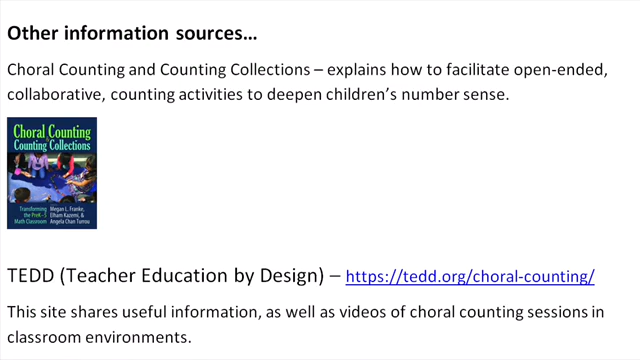 Other information sources…
Choral Counting and Counting Collections – explains how to facilitate open-ended,
collaborative, counting activities to deepen children's number sense.
Choral Counting
Counting Collections
Transforming
the PreK-5
Math Classroom
Megan L. Franke,
Elham Kazemi, &
Angela Chan Turrou
TEDD (Teacher Education by Design) – https://tedd.org/choral-counting/
This site shares useful information, as well as videos of choral counting sessions in
classroom environments.